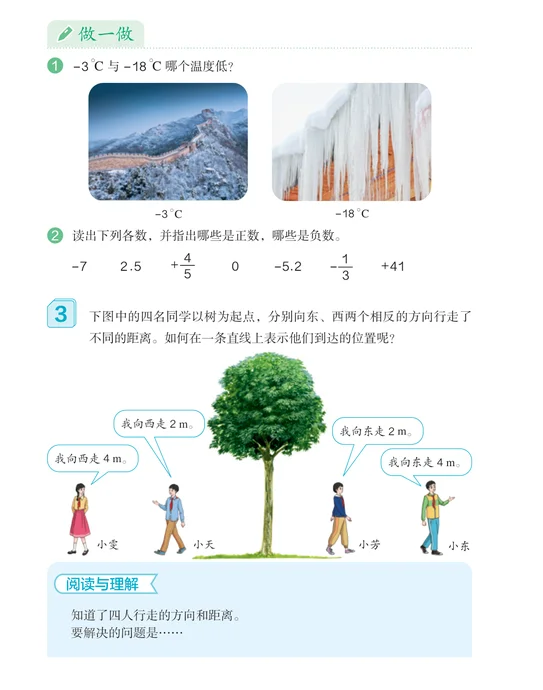 做一做
1 -3℃与-18℃哪个温度低?
-3℃
-18℃
2 读出下列各数，并指出哪些是正数，哪些是负数。
-7 2.5 +4/5 0 -5.2 -1/3 +41
3 下图中的四名同学以树为起点，分别向东、西两个相反的方向行走了
不同的距离。如何在一条直线上表示他们到达的位置呢?
我向西走2m。
我向东走2m。
我向西走4m。
我向东走4m。
小雯
小天
小芳
小东
阅读与理解
知道了四人行走的方向和距离。
要解决的问题是……